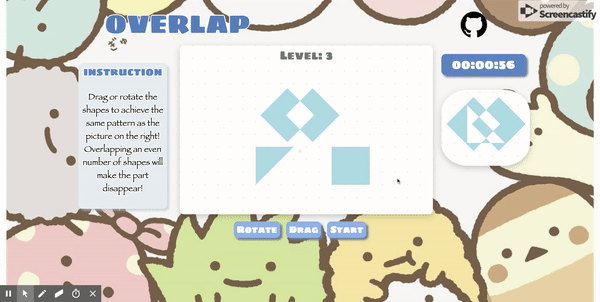 powered by
Screencastify
OVERLAP
INSTRUCTION
Drag or rotate the
shapes to achieve the
same pattern as the
picture on the right!
Overlapping an even
number of shapes will
make the part
disappear!
LEVEL: 3
00:00:56
ROTATE
DRAG
START